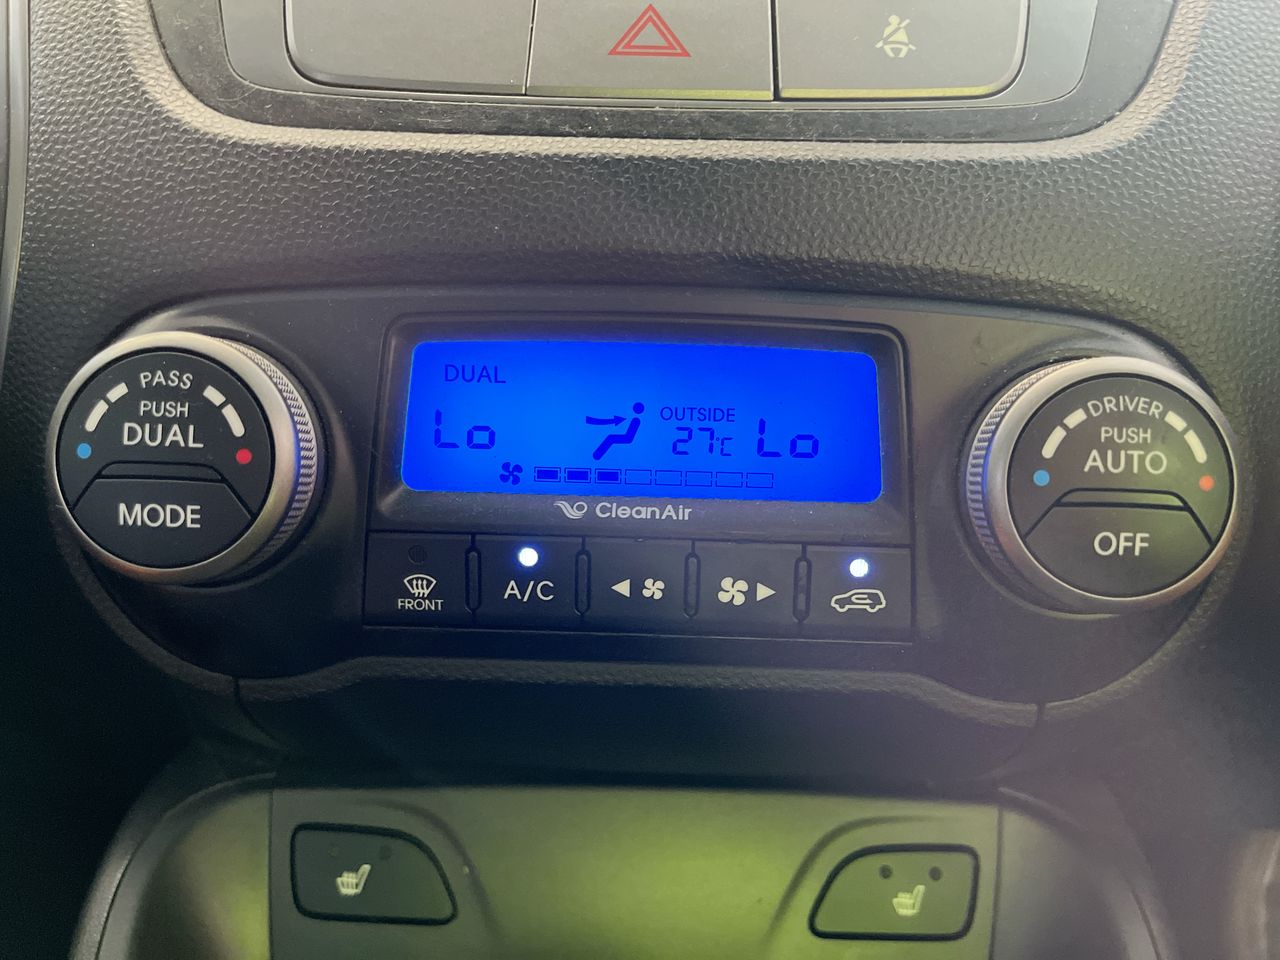 DUAL
Lo
OUTSIDE
27°C
Lo
CleanAir
PASS
PUSH
DUAL
MODE
FRONT
A/C
DRIVER
PUSH
AUTO
OFF